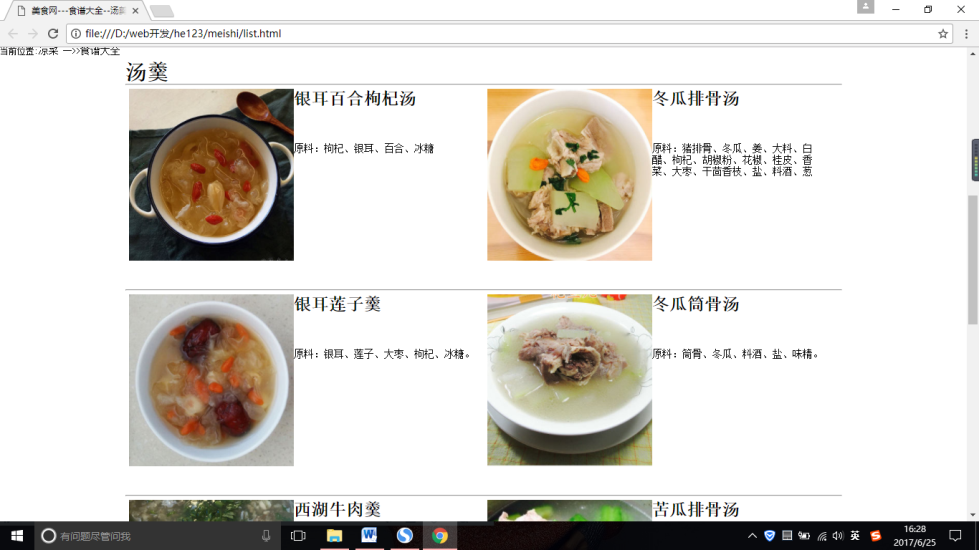 美食网---食谱大全--汤羹
file:///D:/web开发/he123/meishi/list.html
当前位置:凉菜 一>>食谱大全
汤羹
银耳百合枸杞汤
原料：枸杞、银耳、百合、冰糖
冬瓜排骨汤
原料：猪排骨、冬瓜、姜、大料、白
醋、枸杞、胡椒粉、花椒、桂皮、香
菜、大枣、干茴香枝、盐、料酒、葱
银耳莲子羹
原料：银耳、莲子、大枣、枸杞、冰糖。
冬瓜筒骨汤
原料：筒骨、冬瓜、料酒、盐、味精。
西湖牛肉羹
苦瓜排骨汤
有问题尽管问我
英
16:28
2017/6/25